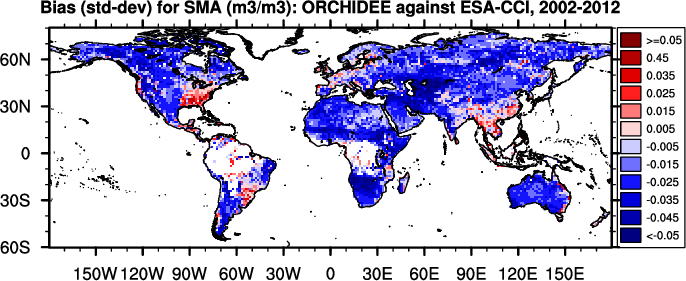 Bias (std-dev) for SMA (m3/m3): ORCHIDEE against ESA-CCI, 2002-2012
60N
30N
0
30S
60S
150W 120W 90W 60W 30W 0 30E 60E 90E 120E 150E
>=0.05
0.45
0.035
0.025
0.015
0.005
-0.005
-0.015
-0.025
-0.035
-0.045
<-0.05